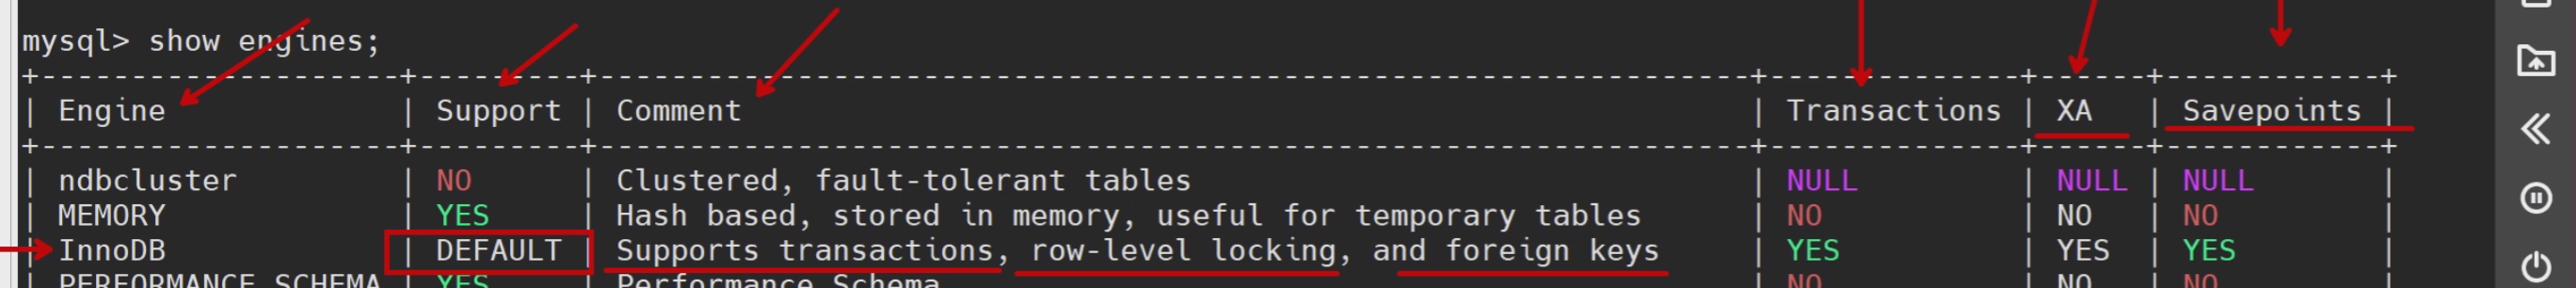 mysql> show engines;
+--------------------+---------+----------------------------------------------------------------+--------------+------+------------+
| Engine | Support | Comment | Transactions | XA | Savepoints |
+--------------------+---------+----------------------------------------------------------------+--------------+------+------------+
| ndbcluster | NO | Clustered, fault-tolerant tables | NULL | NULL | NULL |
| MEMORY | YES | Hash based, stored in memory, useful for temporary tables | NO | NO | NO |
| InnoDB | DEFAULT | Supports transactions, row-level locking, and foreign keys | YES | YES | YES |
| PERFORMANCE_SCHEMA | YES | Performance Schema | NO | NO | NO |